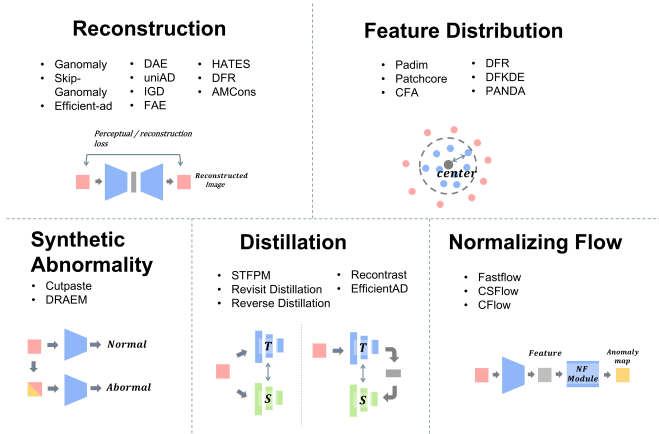 Reconstruction
• Ganomaly
• Skip-
Ganomaly
• Efficient-ad
• DAE
• uniAD
• IGD
• FAE
• HATES
• DFR
• AMCons
Perceptual / reconstruction
loss
Reconstructed
Image
Feature Distribution
• Padim
• Patchcore
• CFA
• DFR
• DFKDE
• PANDA
center
Synthetic
Abnormality
• Cutpaste
• DRAEM
Normal
Abormal
Distillation
• STFPM
• Revisit Distillation
• Reverse Distillation
• Recontrast
• EfficientAD
T
S
T
S
Normalizing Flow
• Fastflow
• CSFlow
• CFlow
Feature
NF
Module
Anomaly
map